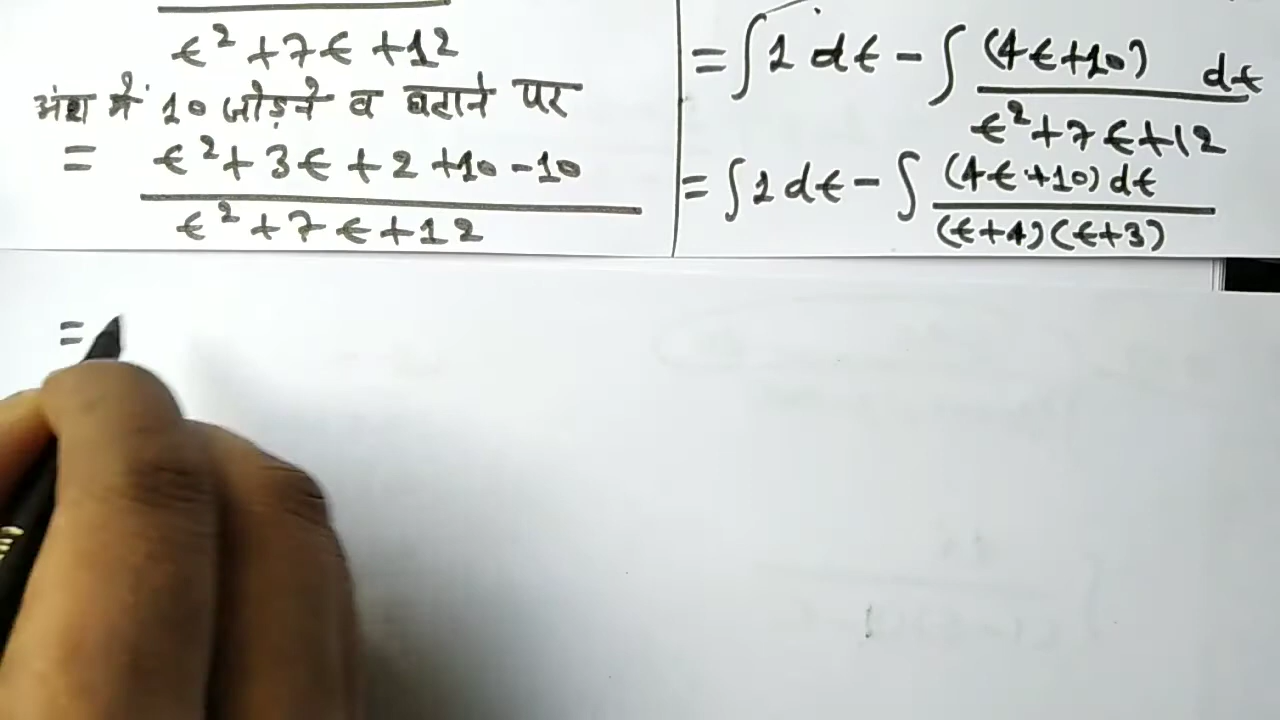 t² + 7t + 12
अंश में 10 जोड़ने व घटाने पर
= t² + 3t + 2 + 10 - 10
t² + 7t + 12
= ∫ 1 dt - ∫ (4t + 10) dt
t² + 7t + 12
= ∫ 1 dt - ∫ (4t + 10) dt
(t + 4) (t + 3)
=